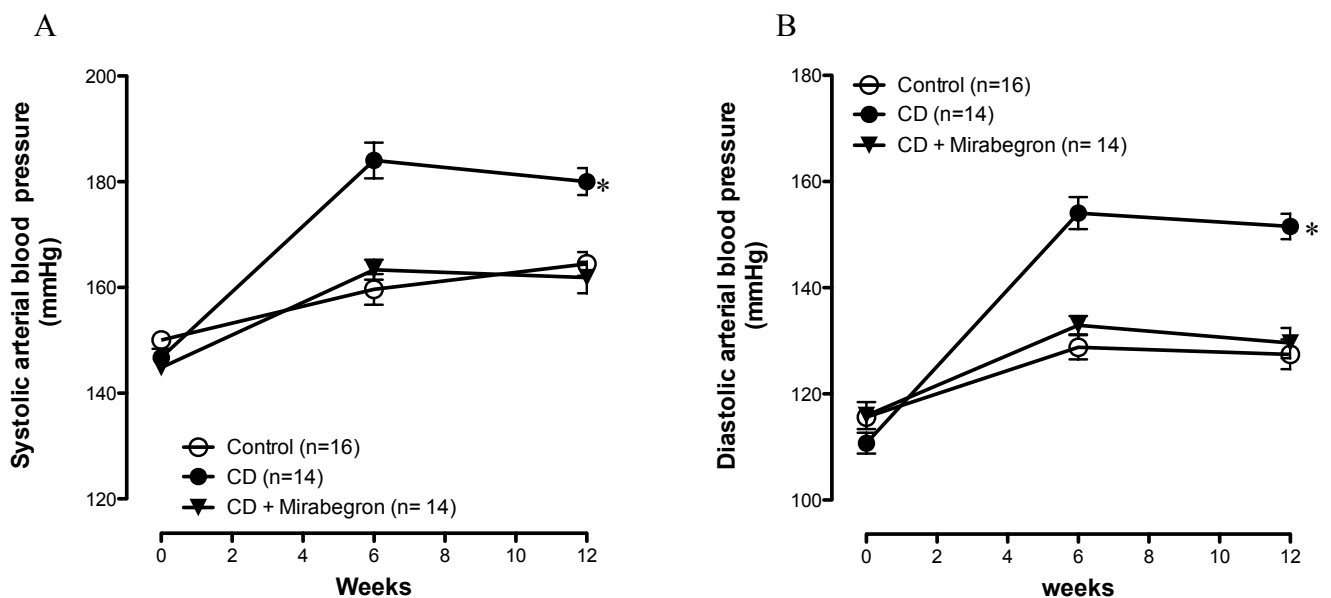 A
Systolic arterial blood pressure
(mmHg)
200
180
160
140
120
Control (n=16)
CD (n=14)
CD + Mirabegron (n= 14)
*
0 2 4 6 8 10 12
Weeks
B
Diastolic arterial blood pressure
(mmHg)
180
160
140
120
100
Control (n=16)
CD (n=14)
CD + Mirabegron (n= 14)
*
0 2 4 6 8 10 12
weeks